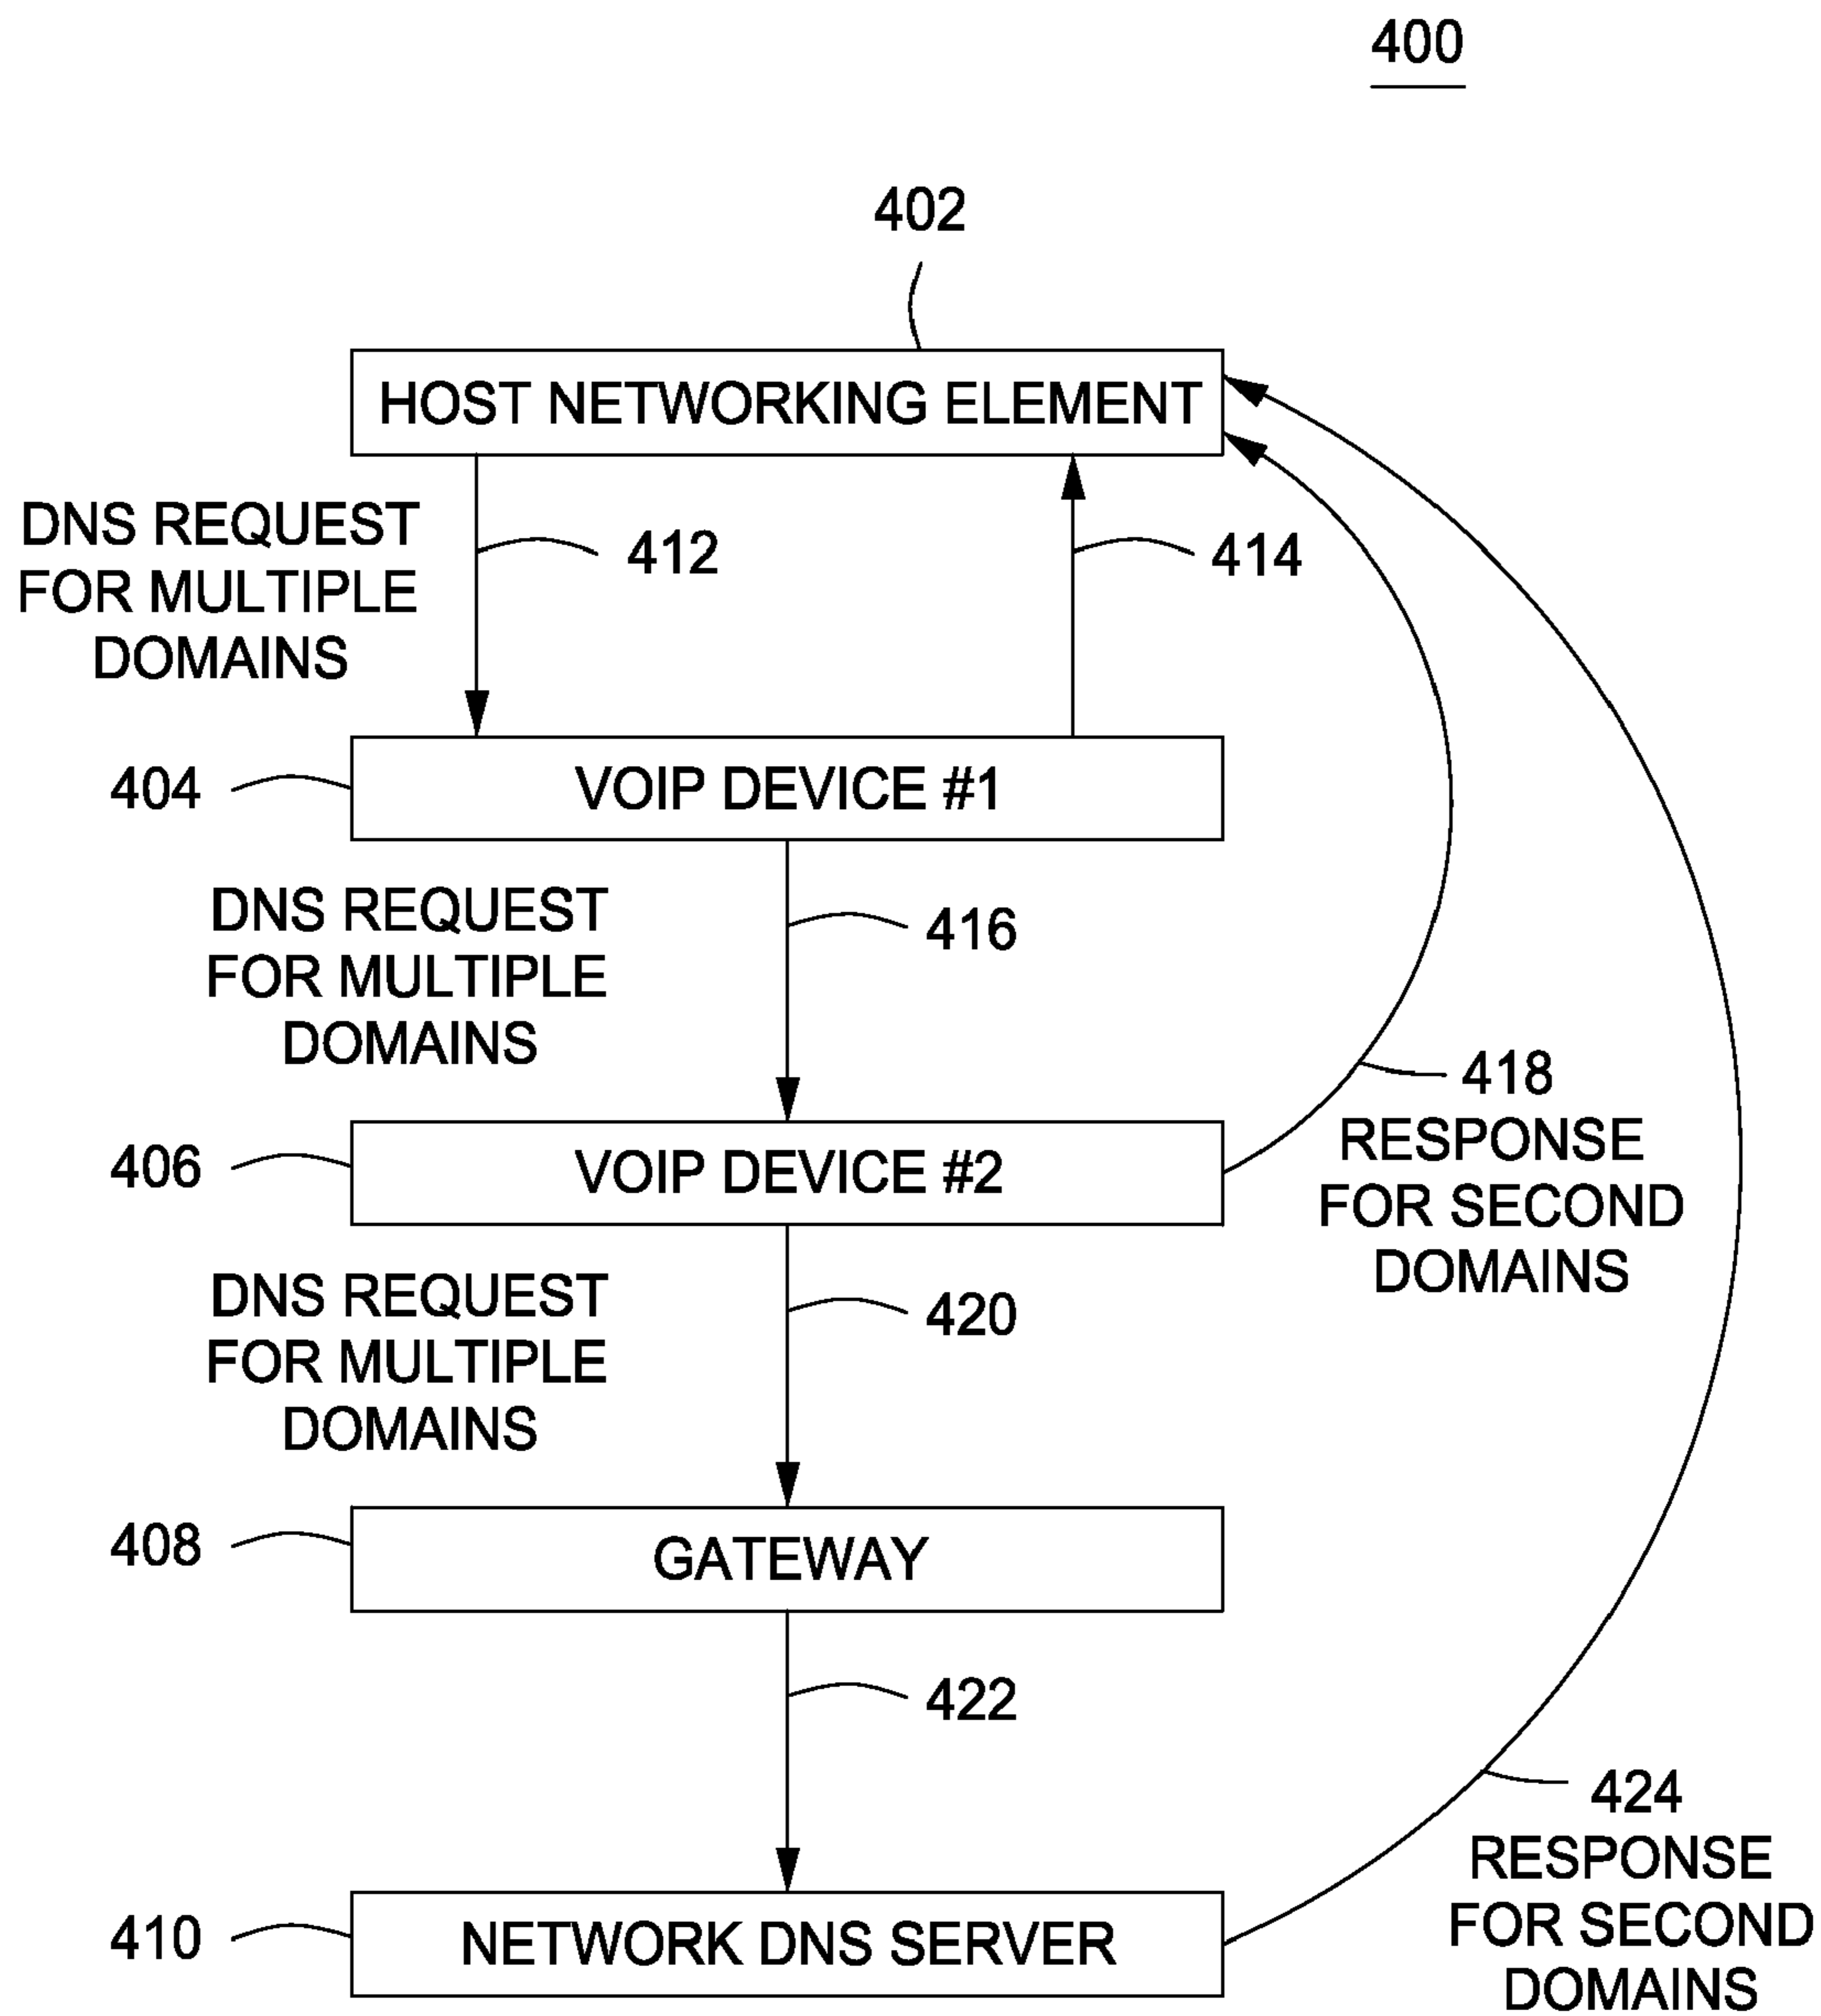 400
402
HOST NETWORKING ELEMENT
DNS REQUEST
FOR MULTIPLE
DOMAINS
412
414
404
VOIP DEVICE #1
DNS REQUEST
FOR MULTIPLE
DOMAINS
416
418
RESPONSE
FOR SECOND
DOMAINS
406
VOIP DEVICE #2
DNS REQUEST
FOR MULTIPLE
DOMAINS
420
408
GATEWAY
422
424
RESPONSE
FOR SECOND
DOMAINS
410
NETWORK DNS SERVER